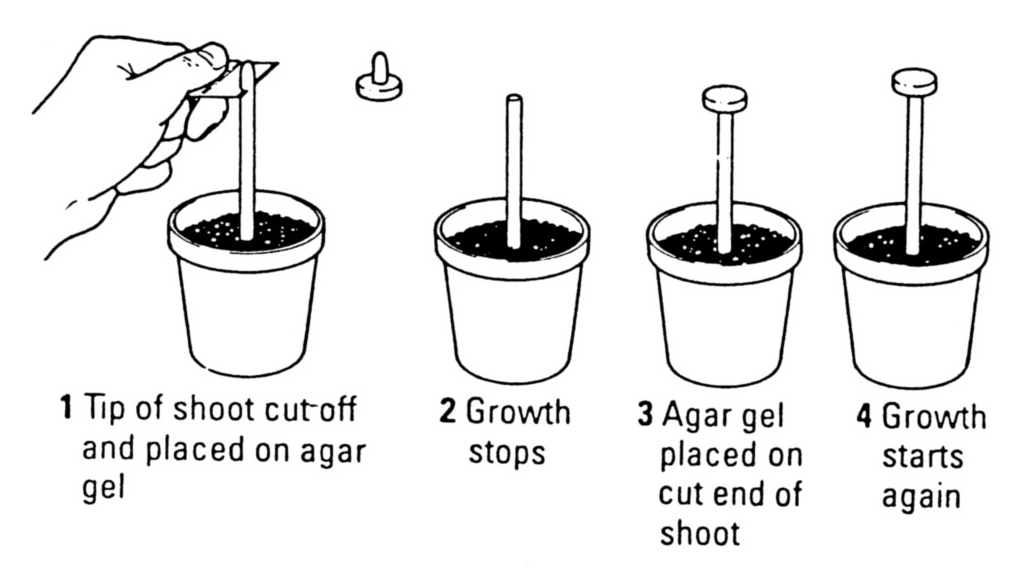 1 Tip of shoot cut off
and placed on agar
gel
2 Growth
stops
3 Agar gel
placed on
cut end of
shoot
4 Growth
starts
again